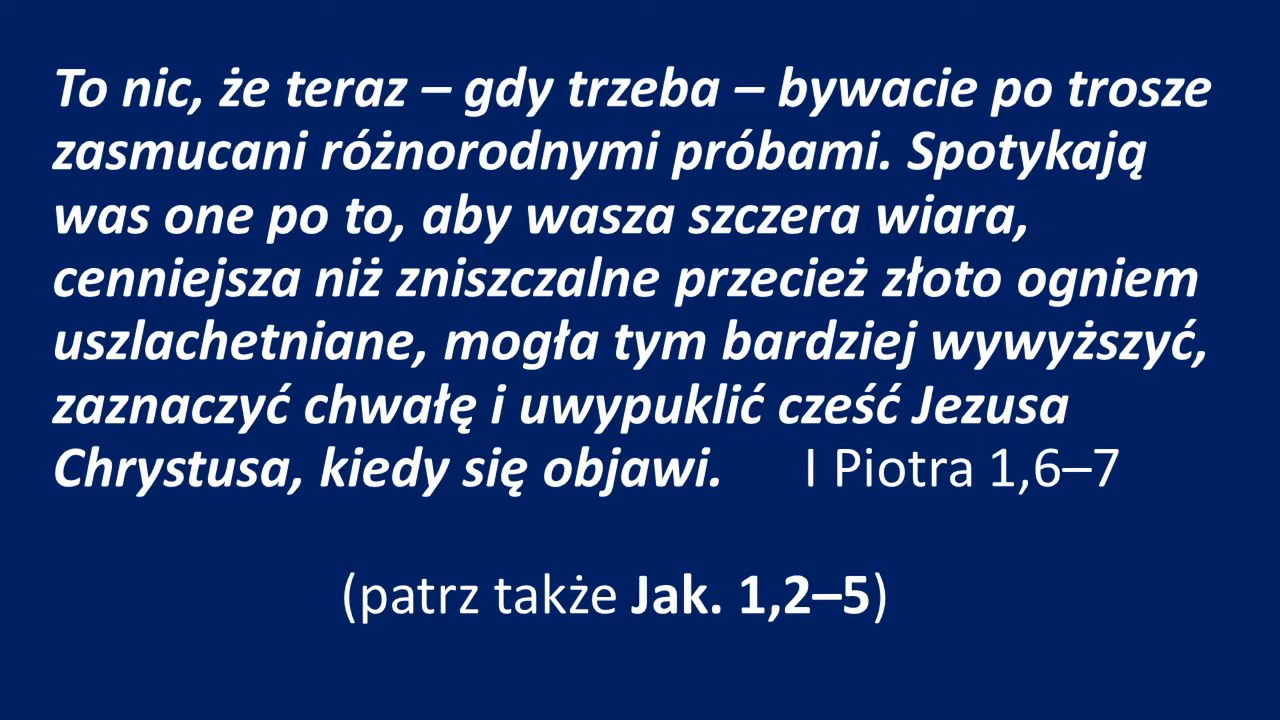 To nic, że teraz – gdy trzeba – bywacie po trosze
zasmucani różnorodnymi próbami. Spotykają
was one po to, aby wasza szczera wiara,
cenniejsza niż zniszczalne przecież złoto ogniem
uszlachetniane, mogła tym bardziej wywyższyć,
zaznaczyć chwałę i uwypuklić cześć Jezusa
Chrystusa, kiedy się objawi. I Piotra 1,6–7
(patrz także Jak. 1,2–5)